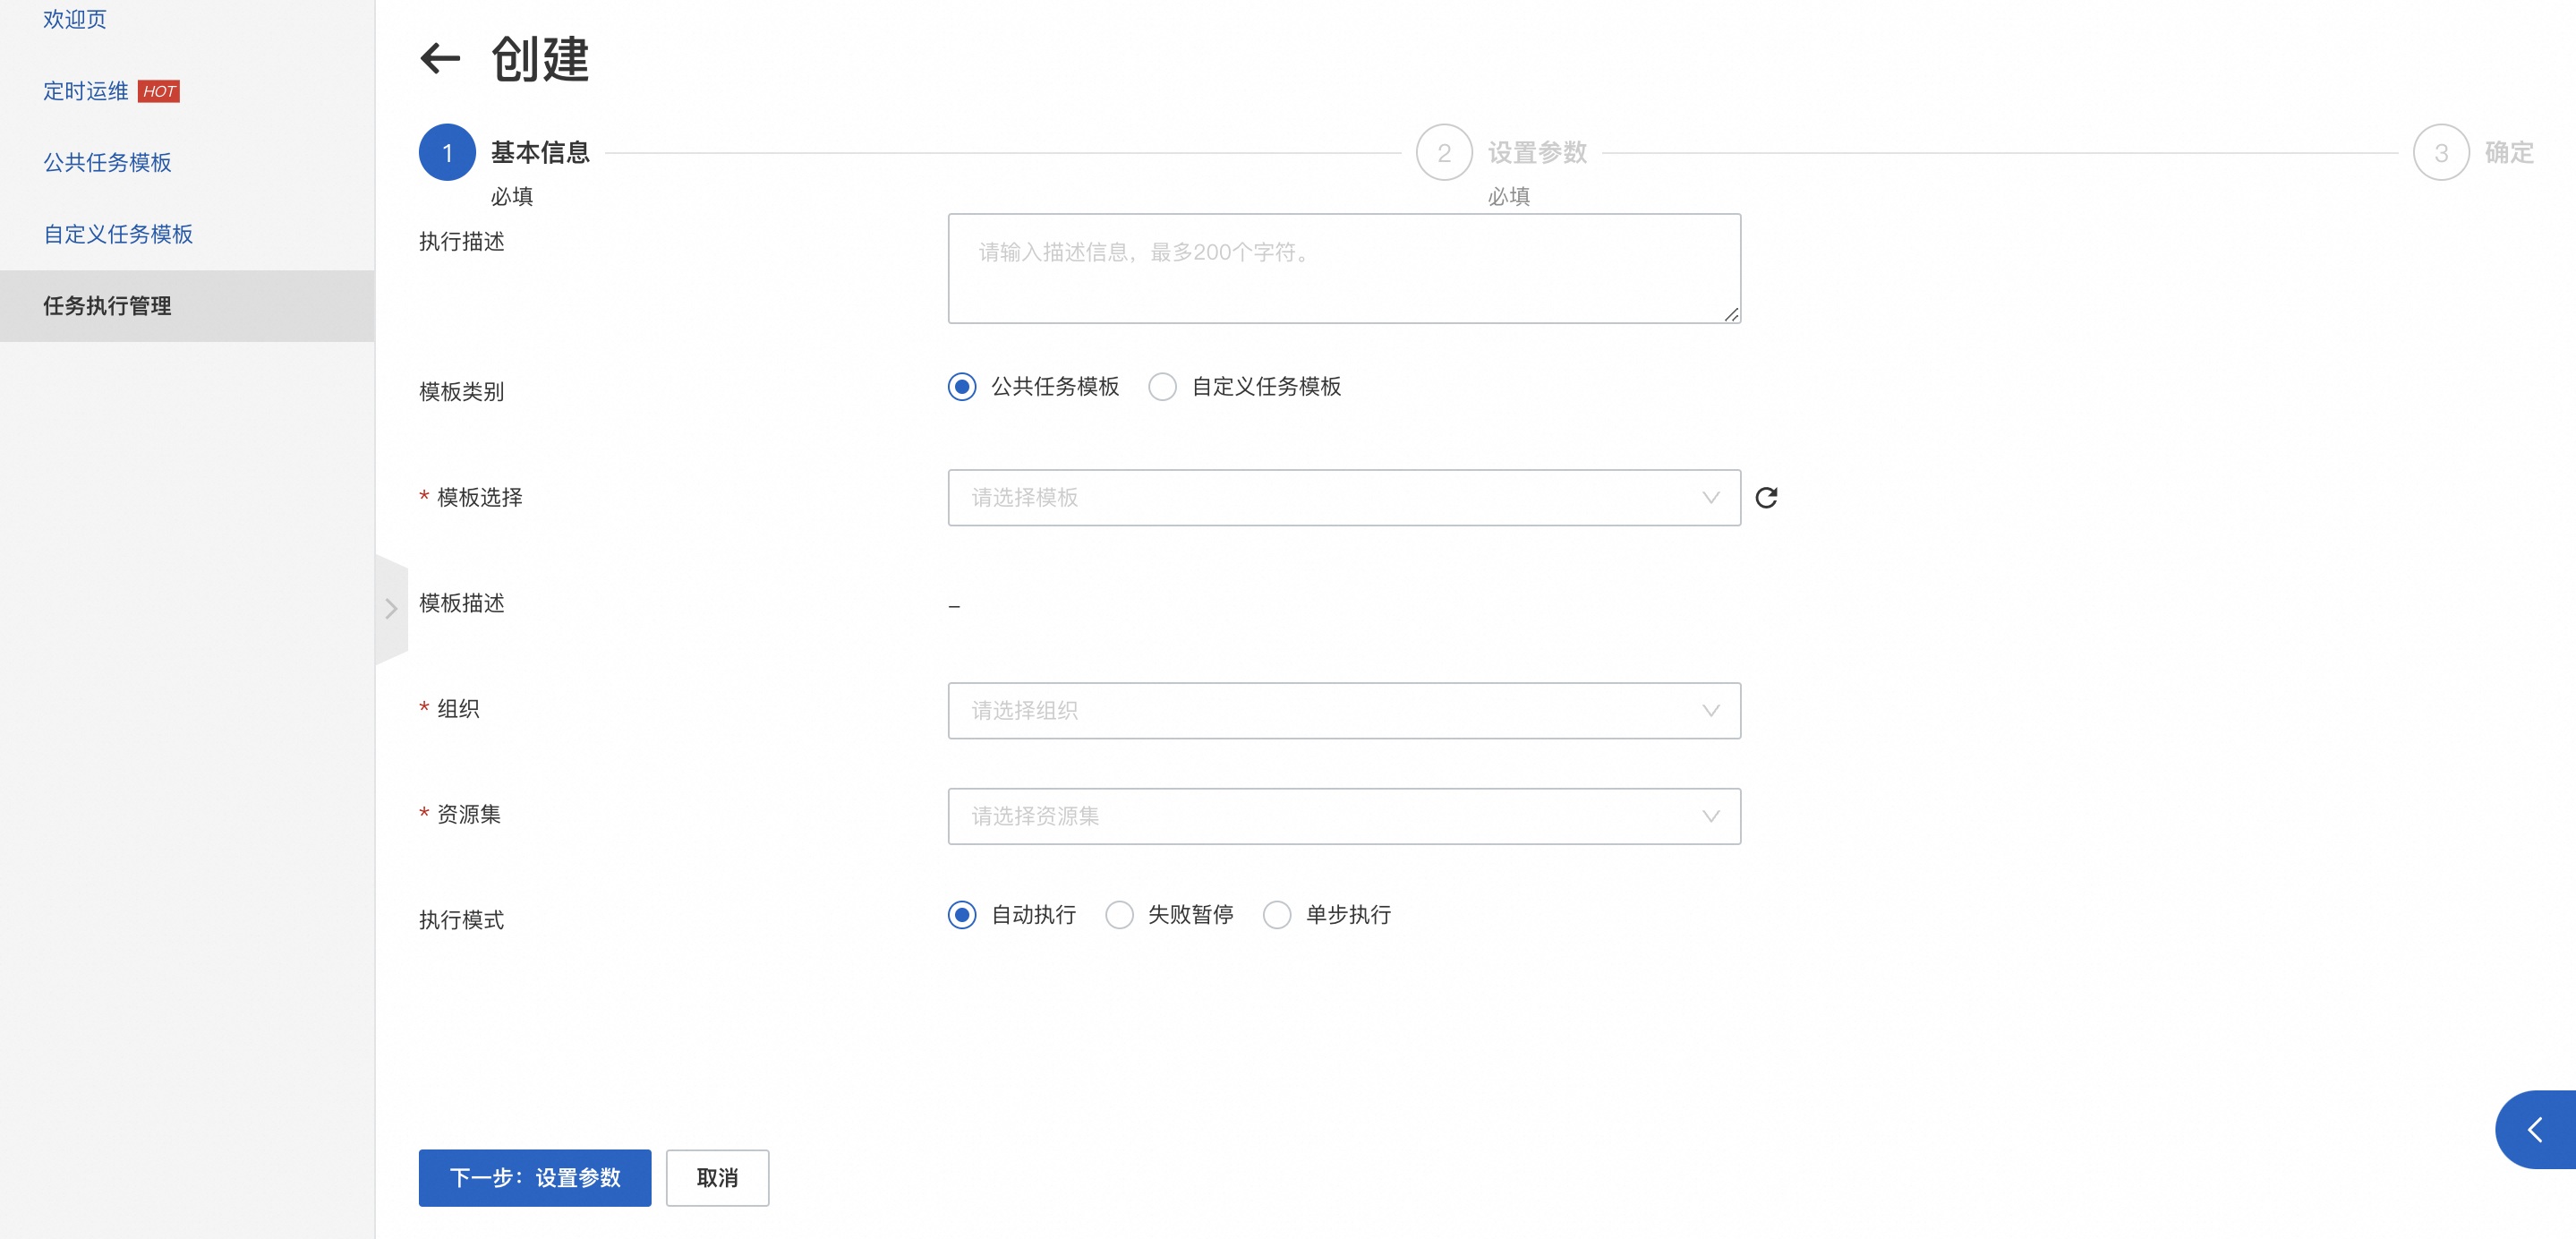 欢迎页
定时运维 HOT
公共任务模板
自定义任务模板
任务执行管理
创建
1 基本信息
必填
2 设置参数
必填
3 确定
执行描述
请输入描述信息，最多200个字符。
模板类别
公共任务模板 自定义任务模板
* 模板选择
请选择模板
模板描述
–
* 组织
请选择组织
* 资源集
请选择资源集
执行模式
自动执行 失败暂停 单步执行
下一步：设置参数 取消